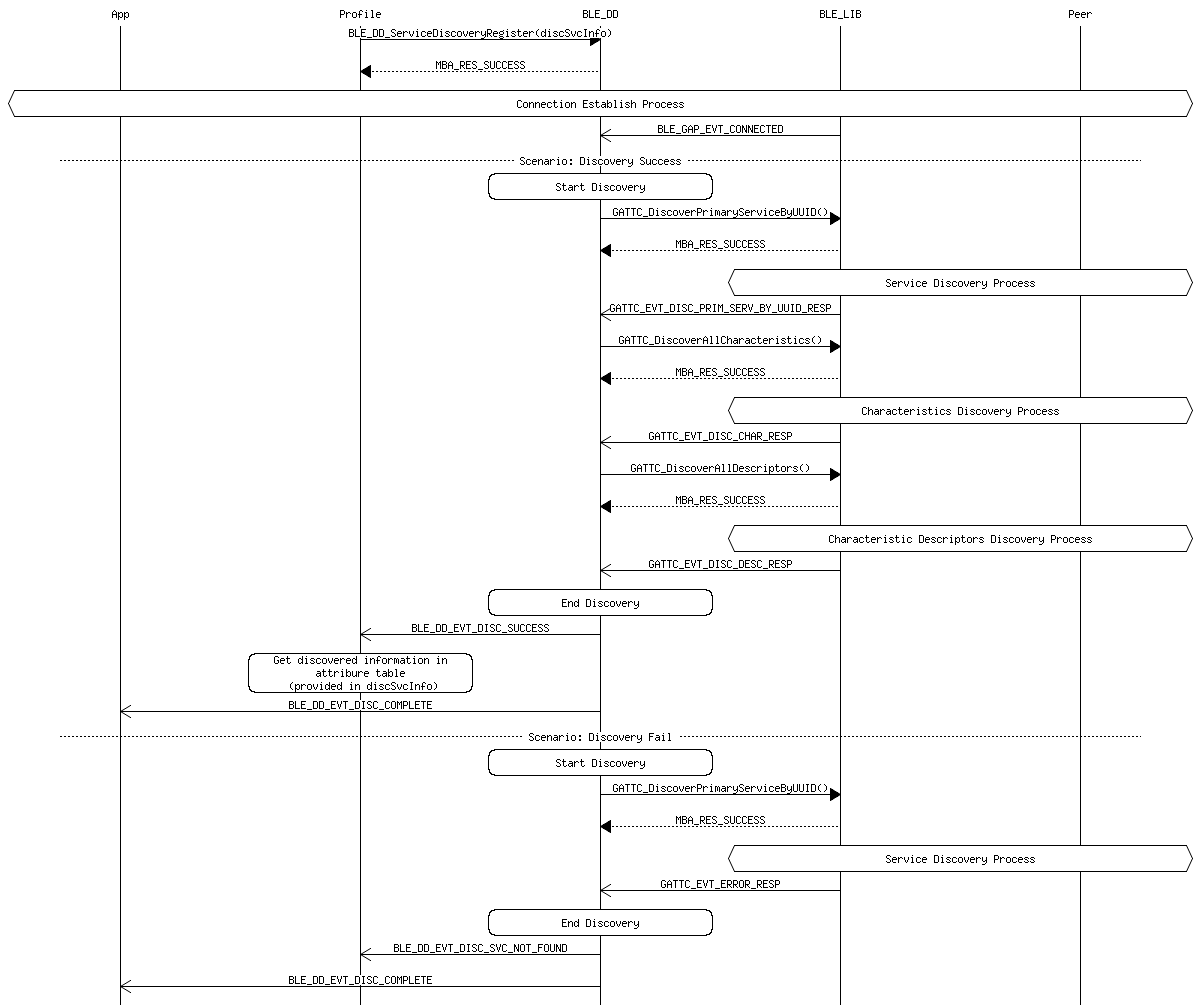 App Profile BLE_DD BLE_LIB Peer
BLE_DD_ServiceDiscoveryRegister(discSvcInfo)
MBA_RES_SUCCESS
Connection Establish Process
BLE_GAP_EVT_CONNECTED
Scenario: Discovery Success
Start Discovery
GATTC_DiscoverPrimaryServiceByUUID()
MBA_RES_SUCCESS
Service Discovery Process
GATTC_EVT_DISC_PRIM_SERV_BY_UUID_RESP
GATTC_DiscoverAllCharacteristics()
MBA_RES_SUCCESS
Characteristics Discovery Process
GATTC_EVT_DISC_CHAR_RESP
GATTC_DiscoverAllDescriptors()
MBA_RES_SUCCESS
Characteristic Descriptors Discovery Process
GATTC_EVT_DISC_DESC_RESP
End Discovery
BLE_DD_EVT_DISC_SUCCESS
Get discovered information in
attribure table
(provided in discSvcInfo)
BLE_DD_EVT_DISC_COMPLETE
Scenario: Discovery Fail
Start Discovery
GATTC_DiscoverPrimaryServiceByUUID()
MBA_RES_SUCCESS
Service Discovery Process
GATTC_EVT_ERROR_RESP
End Discovery
BLE_DD_EVT_DISC_SVC_NOT_FOUND
BLE_DD_EVT_DISC_COMPLETE